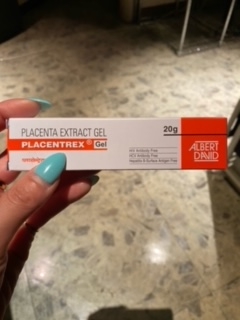 PLACENTA EXTRACT GEL
PLACENTREX® Gel
20g
HIV Antibody Free
HCV Antibody Free
Hepatitis B Surface Antigen Free
ALBERT
DAVID